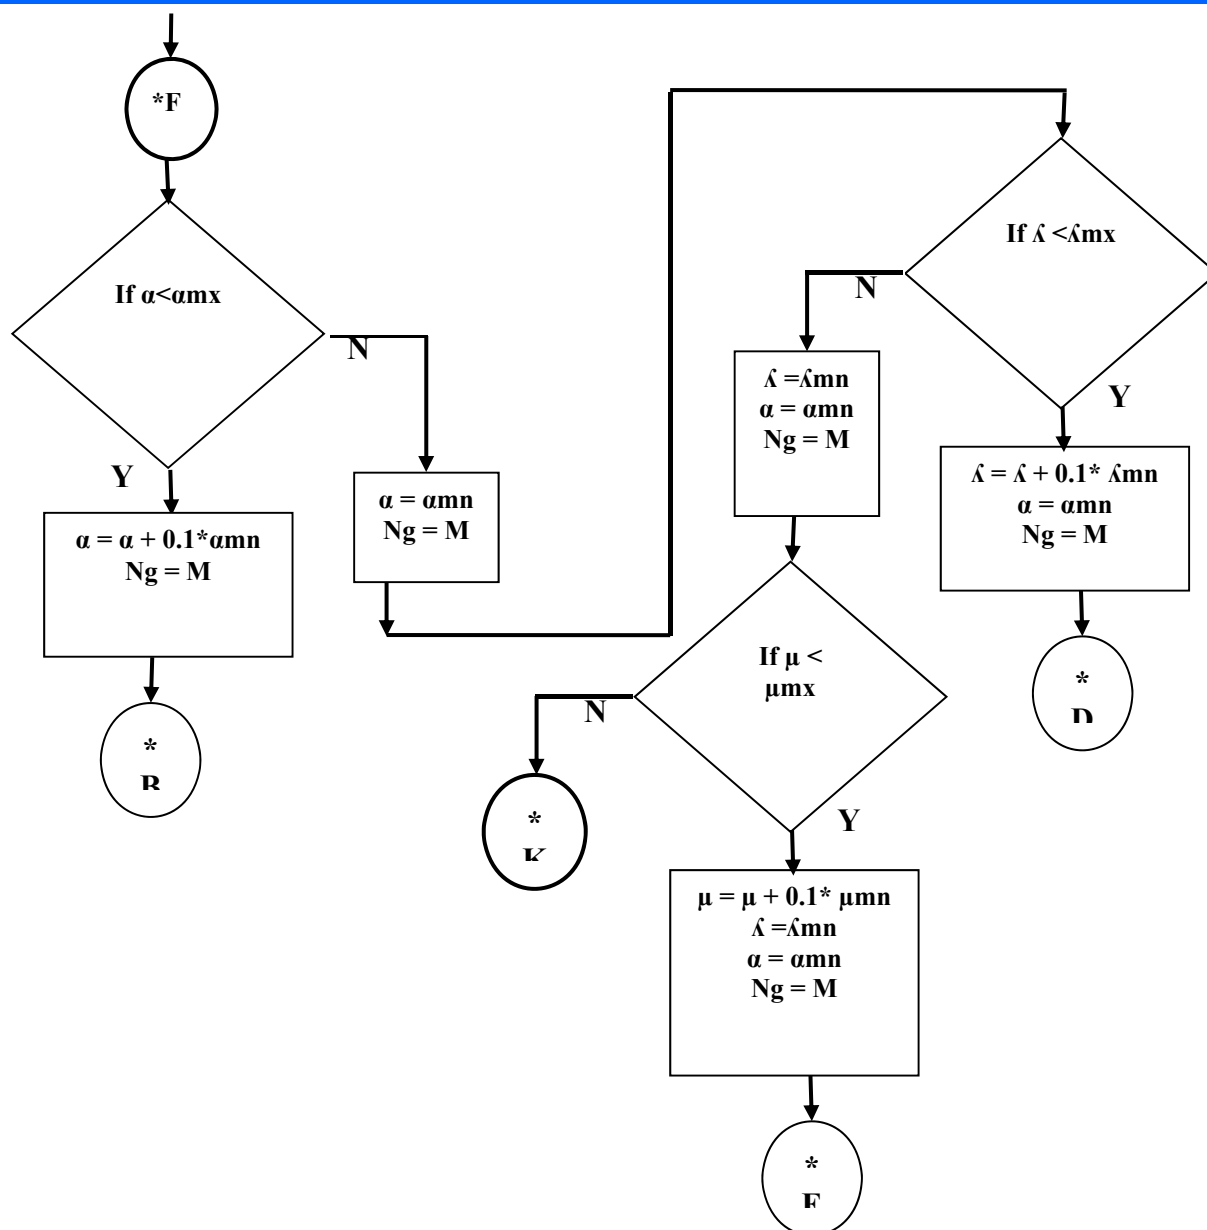 *F
If α<αmx
N
Y
α = α + 0.1*αmn
Ng = M
*
α = αmn
Ng = M
If ʎ <ʎmx
N
Y
ʎ =ʎmn
α = αmn
Ng = M
ʎ = ʎ + 0.1* ʎmn
α = αmn
Ng = M
*
D
If μ <
μmx
N
*
K
Y
μ = μ + 0.1* μmn
ʎ =ʎmn
α = αmn
Ng = M
*